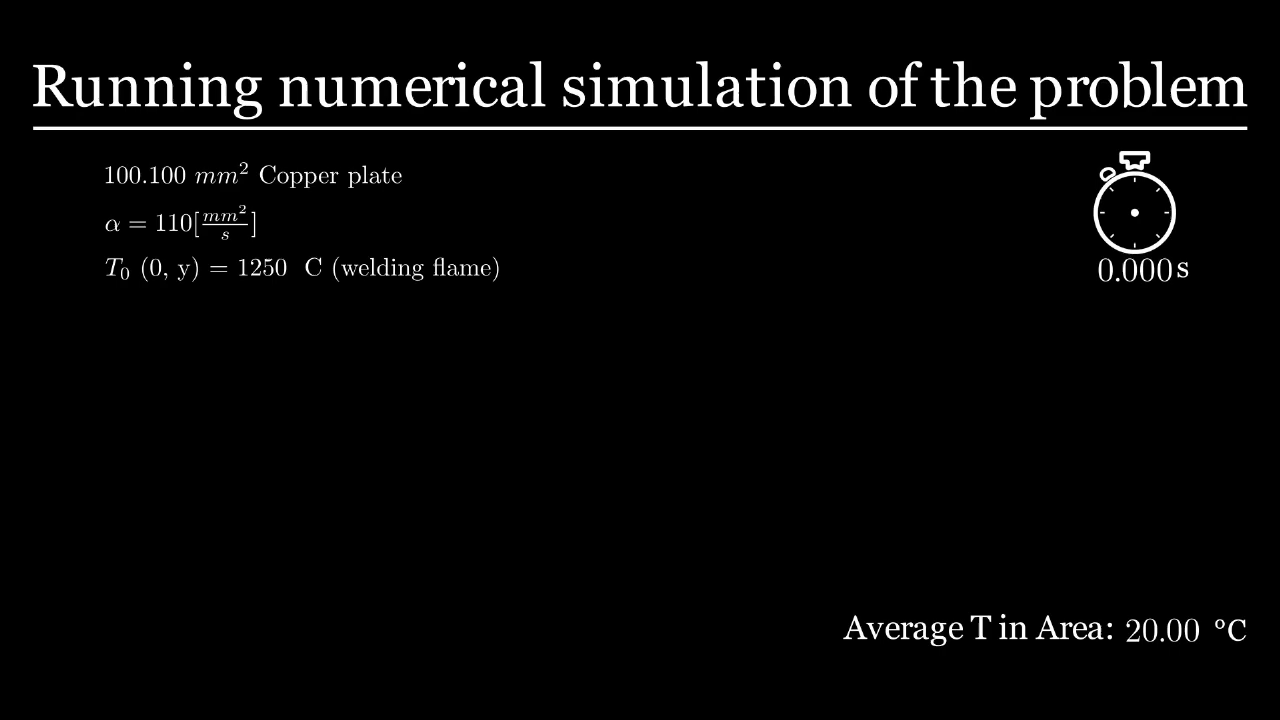 Running numerical simulation of the problem
100.100 mm² Copper plate
α = 110[mm²/s]
T₀ (0, y) = 1250 C (welding flame)
0.000 s
Average T in Area: 20.00 °C